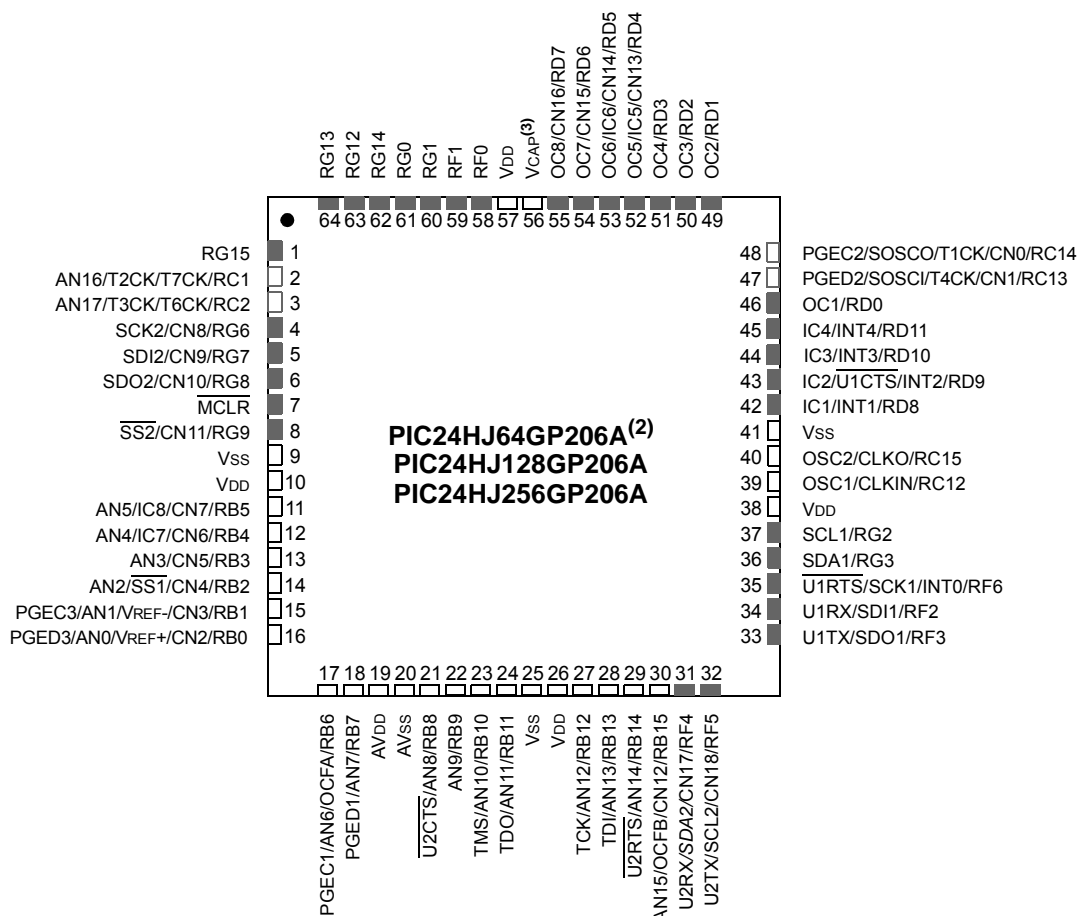 RG13
RG12
RG14
RG0
RG1
RF1
RF0
VDD
VCAP(3)
OC8/CN16/RD7
OC7/CN15/RD6
OC6/IC6/CN14/RD5
OC5/IC5/CN13/RD4
OC4/RD3
OC3/RD2
OC2/RD1
64 63 62 61 60 59 58 57 56 55 54 53 52 51 50 49
RG15 1
AN16/T2CK/T7CK/RC1 2
AN17/T3CK/T6CK/RC2 3
SCK2/CN8/RG6 4
SDI2/CN9/RG7 5
SDO2/CN10/RG8 6
MCLR 7
SS2/CN11/RG9 8
VSS 9
VDD 10
AN5/IC8/CN7/RB5 11
AN4/IC7/CN6/RB4 12
AN3/CN5/RB3 13
AN2/SS1/CN4/RB2 14
PGEC3/AN1/VREF-/CN3/RB1 15
PGED3/AN0/VREF+/CN2/RB0 16
PIC24HJ64GP206A(2)
PIC24HJ128GP206A
PIC24HJ256GP206A
48 PGEC2/SOSCO/T1CK/CN0/RC14
47 PGED2/SOSCI/T4CK/CN1/RC13
46 OC1/RD0
45 IC4/INT4/RD11
44 IC3/INT3/RD10
43 IC2/U1CTS/INT2/RD9
42 IC1/INT1/RD8
41 VSS
40 OSC2/CLKO/RC15
39 OSC1/CLKIN/RC12
38 VDD
37 SCL1/RG2
36 SDA1/RG3
35 U1RTS/SCK1/INT0/RF6
34 U1RX/SDI1/RF2
33 U1TX/SDO1/RF3
17 18 19 20 21 22 23 24 25 26 27 28 29 30 31 32
PGEC1/AN6/OCFA/RB6
PGED1/AN7/RB7
AVDD
AVSS
U2CTS/AN8/RB8
AN9/RB9
TMS/AN10/RB10
TDO/AN11/RB11
VSS
VDD
TCK/AN12/RB12
TDI/AN13/RB13
U2RTS/AN14/RB14
AN15/OCFB/CN12/RB15
U2RX/SDA2/CN17/RF4
U2TX/SCL2/CN18/RF5